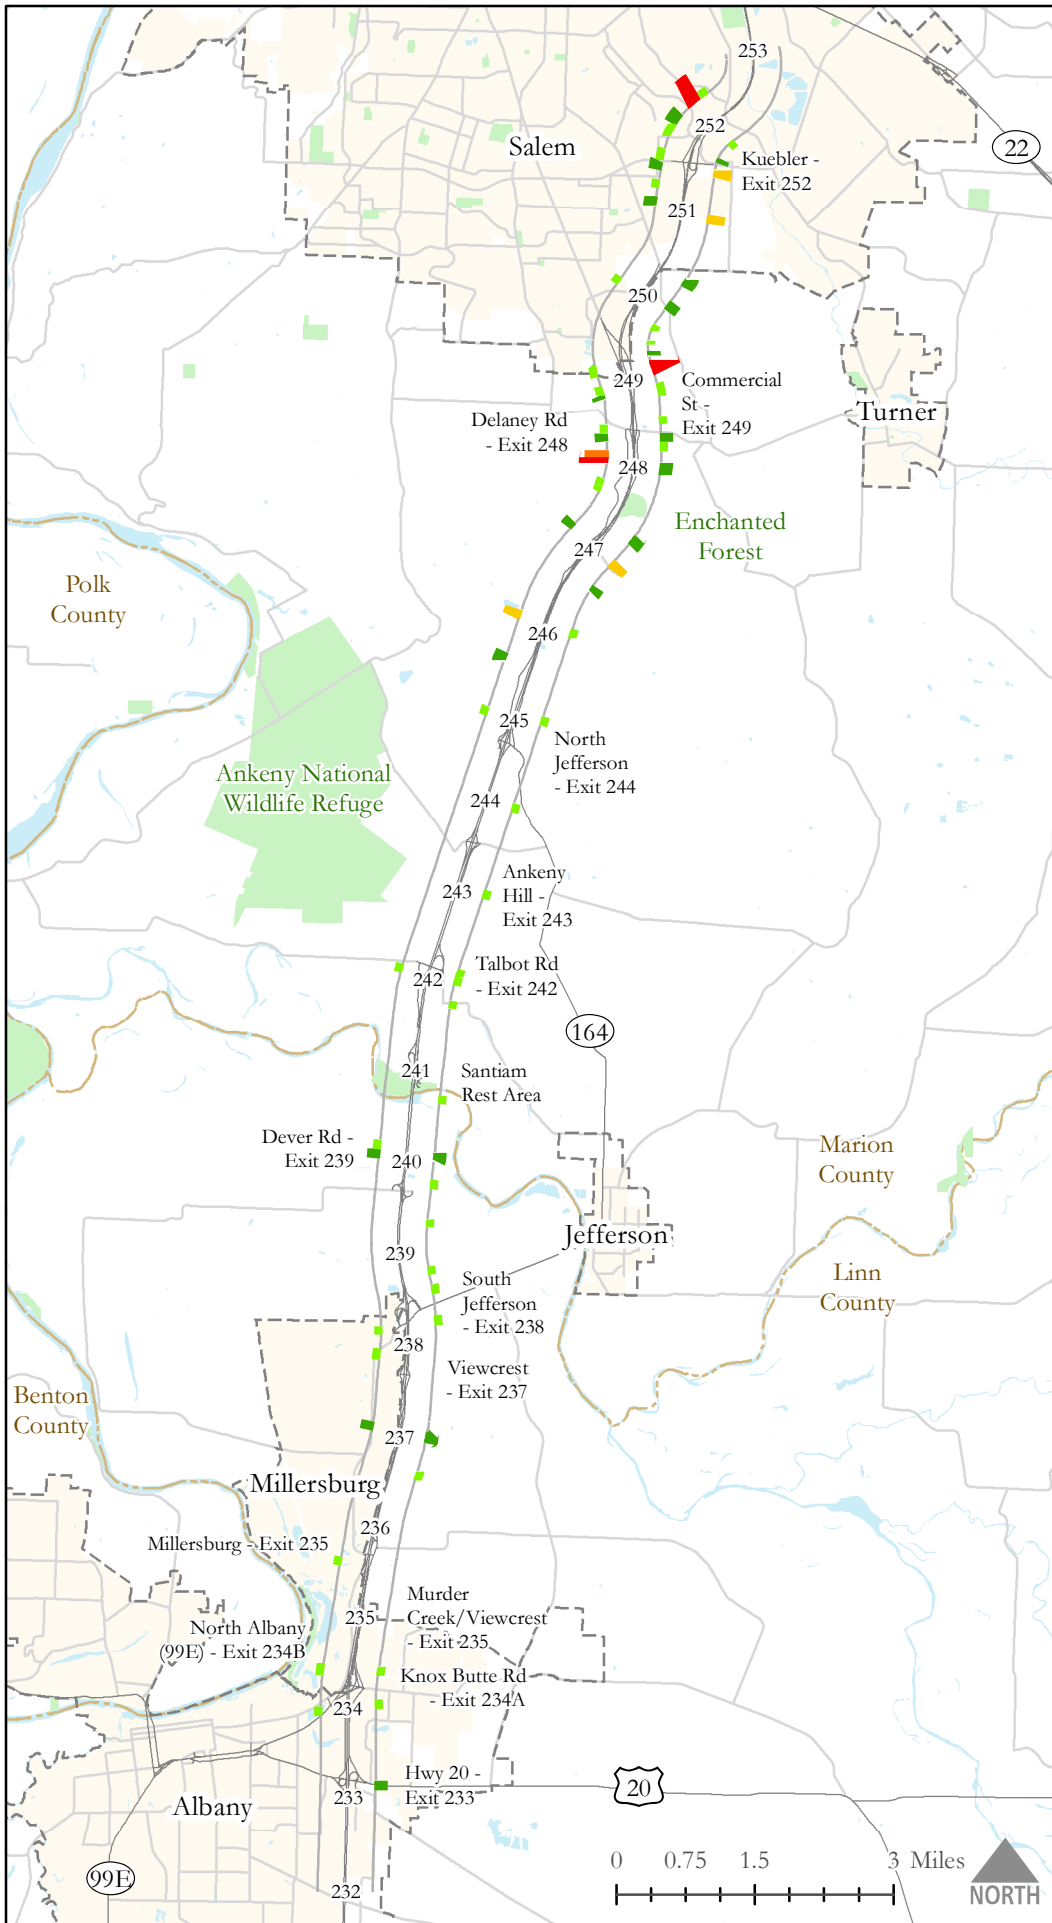 253
252
22
Salem
Kuebler -
Exit 252
251
250
249
Commercial
St -
Exit 249
Turner
Delaney Rd
- Exit 248
248
Enchanted
Forest
247
Polk
County
246
245
North
Jefferson
- Exit 244
Ankeny National
Wildlife Refuge
244
243
Ankeny
Hill -
Exit 243
Talbot Rd
- Exit 242
242
164
241
Santiam
Rest Area
Dever Rd -
Exit 239
240
Marion
County
Jefferson
239
Linn
County
South
Jefferson
- Exit 238
238
Viewcrest
- Exit 237
Benton
County
237
Millersburg
236
Millersburg - Exit 235
Murder
Creek/Viewcrest
- Exit 235
235
North Albany
(99E) - Exit 234B
Knox Butte Rd
- Exit 234A
234
Hwy 20 -
Exit 233
233
20
Albany
0 0.75 1.5 3 Miles
99E
232
NORTH